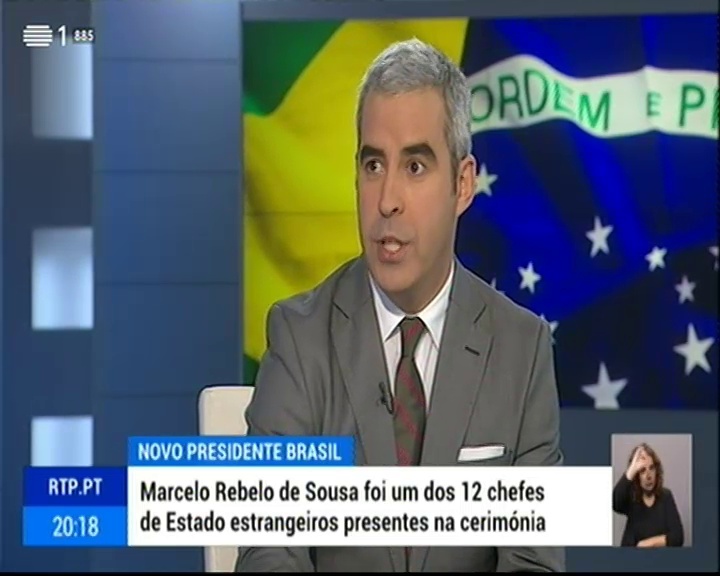 1 885
ORDEM E P
NOVO PRESIDENTE BRASIL
RTP.PT
20:18
Marcelo Rebelo de Sousa foi um dos 12 chefes
de Estado estrangeiros presentes na cerimónia